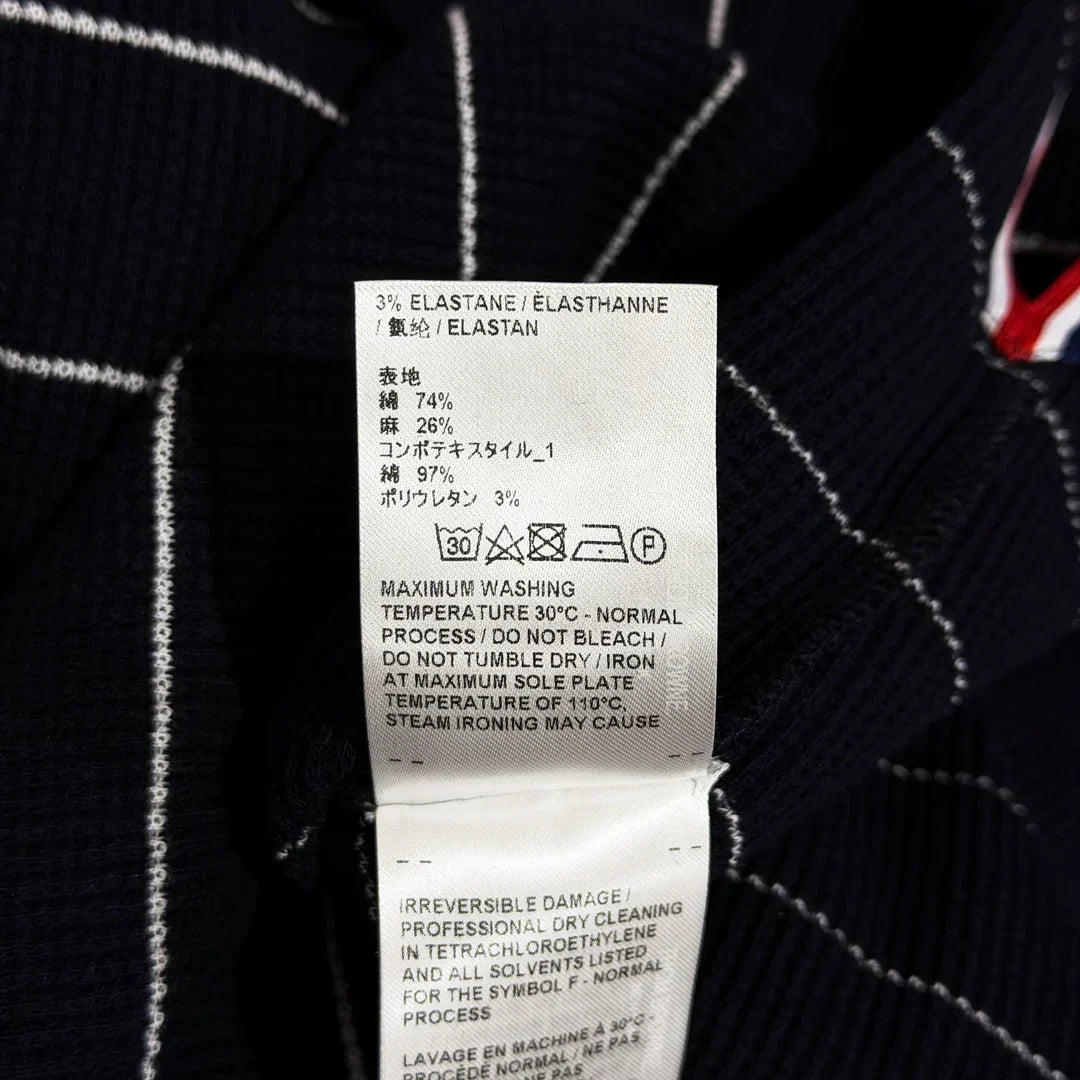 3% ELASTANE / ÈLASTHANNE
/ 氨纶 / ELASTAN
表地
綿 74%
麻 26%
コンポテキスタイル_1
綿 97%
ポリウレタン 3%
30 P
MAXIMUM WASHING
TEMPERATURE 30°C - NORMAL
PROCESS / DO NOT BLEACH /
DO NOT TUMBLE DRY / IRON
AT MAXIMUM SOLE PLATE
TEMPERATURE OF 110°C,
STEAM IRONING MAY CAUSE
IRREVERSIBLE DAMAGE /
PROFESSIONAL DRY CLEANING
IN TETRACHLOROETHYLENE
AND ALL SOLVENTS LISTED
FOR THE SYMBOL F - NORMAL
PROCESS
LAVAGE EN MACHINE À 30°C -
PROCÉDÉ NORMAL / NE PAS